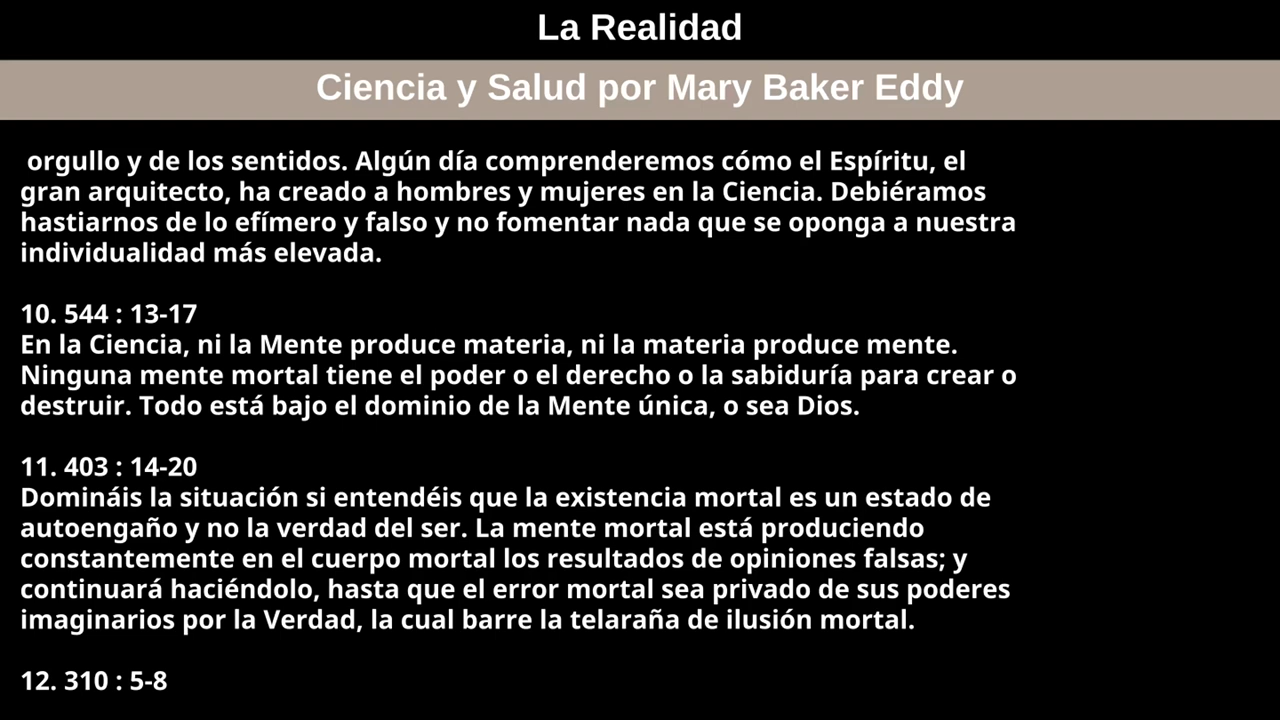 La Realidad
Ciencia y Salud por Mary Baker Eddy
orgullo y de los sentidos. Algún día comprenderemos cómo el Espíritu, el
gran arquitecto, ha creado a hombres y mujeres en la Ciencia. Debiéramos
hastiarnos de lo efímero y falso y no fomentar nada que se oponga a nuestra
individualidad más elevada.
10. 544 : 13-17
En la Ciencia, ni la Mente produce materia, ni la materia produce mente.
Ninguna mente mortal tiene el poder o el derecho o la sabiduría para crear o
destruir. Todo está bajo el dominio de la Mente única, o sea Dios.
11. 403 : 14-20
Domináis la situación si entendéis que la existencia mortal es un estado de
autoengaño y no la verdad del ser. La mente mortal está produciendo
constantemente en el cuerpo mortal los resultados de opiniones falsas; y
continuará haciéndolo, hasta que el error mortal sea privado de sus poderes
imaginarios por la Verdad, la cual barre la telaraña de ilusión mortal.
12. 310 : 5-8